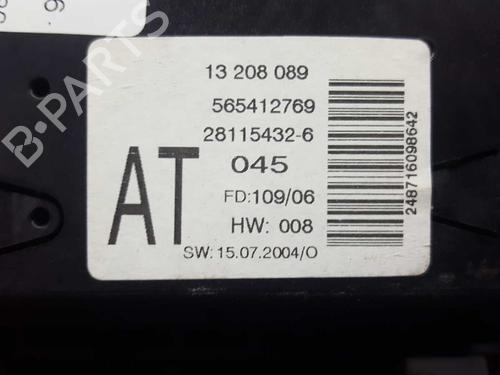 13 208 089
565412769
28115432-6
AT
045
FD:109/06
HW: 008
SW: 15.07.2004/O
248716098642
B-PARTS